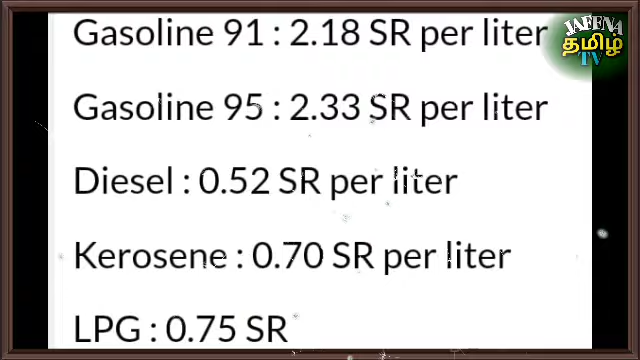 Gasoline 91 : 2.18 SR per liter
JAFFNA
தமிழ்
TV
Gasoline 95 : 2.33 SR per liter
Diesel : 0.52 SR per liter
Kerosene : 0.70 SR per liter
LPG : 0.75 SR